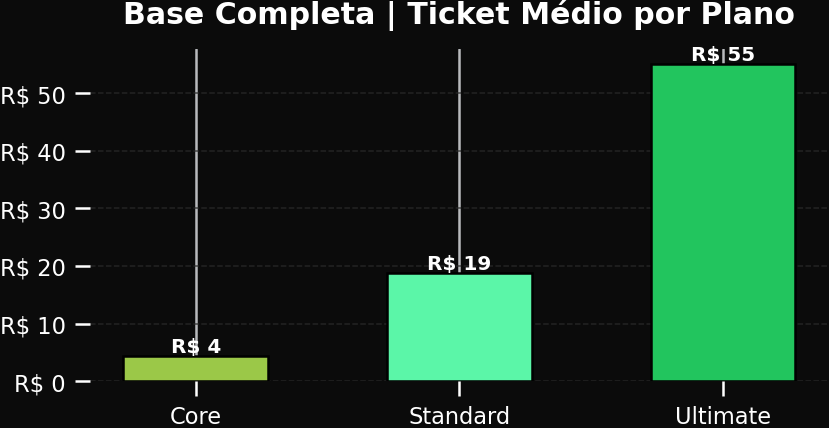 Base Completa | Ticket Médio por Plano
R$ 55
R$ 50
R$ 40
R$ 30
R$ 20
R$ 19
R$ 10
R$ 4
R$ 0
Core Standard Ultimate